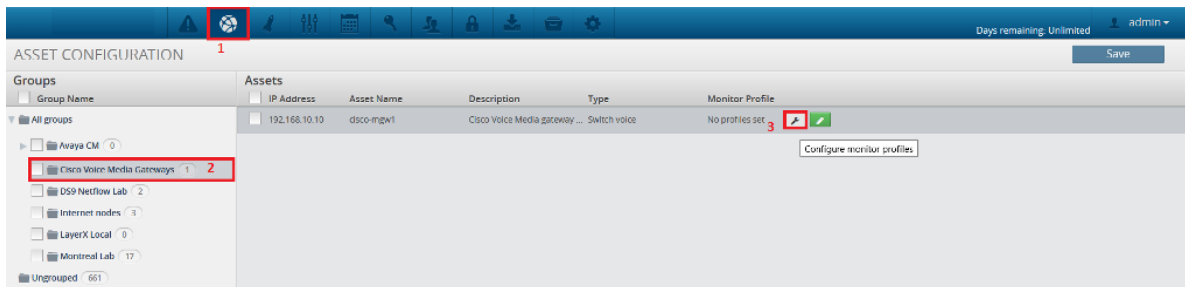 Days remaining: Unlimited
admin
1
ASSET CONFIGURATION
Save
Groups
Assets
Group Name
IP Address Asset Name Description Type Monitor Profile
All groups
192.168.10.10 cisco-mgw1 Cisco Voice Media gateway ... Switch voice No profiles set
3
Avaya CM 0
Configure monitor profiles
Cisco Voice Media Gateways 1
2
DS9 Netflow Lab 2
Internet nodes 3
LayerX Local 0
Montreal Lab 17
Ungrouped 661